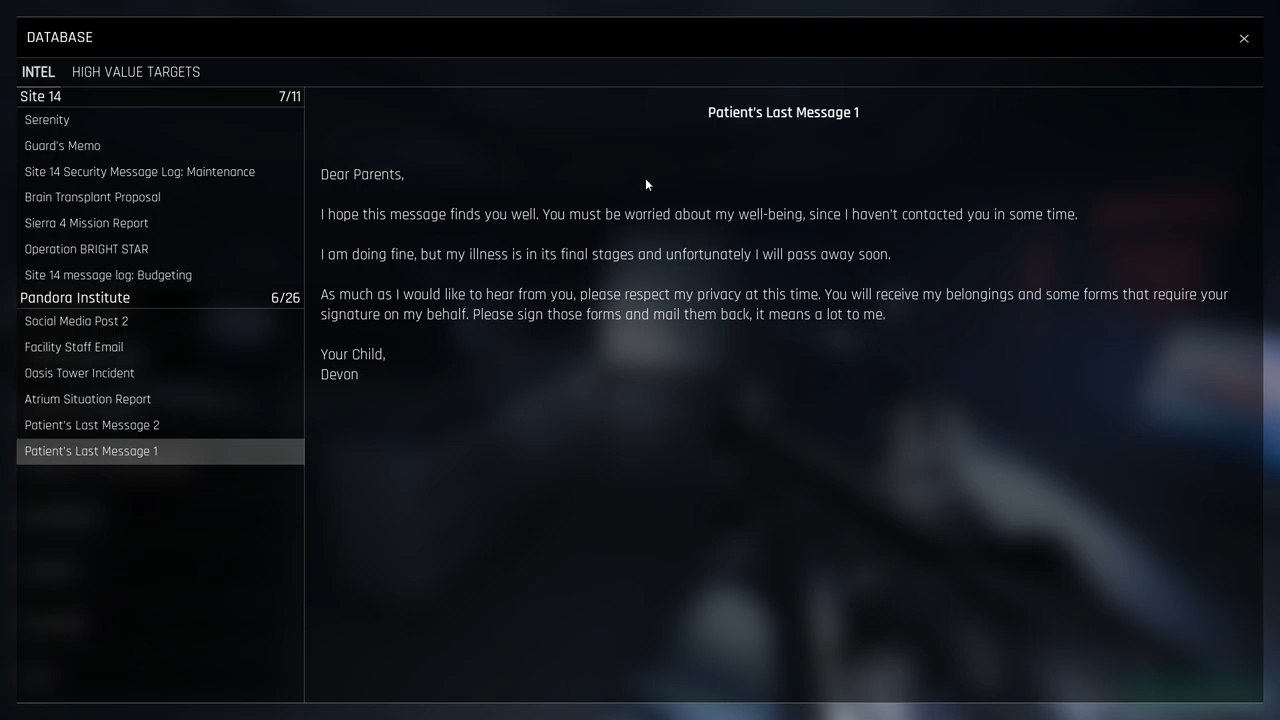 DATABASE
INTEL HIGH VALUE TARGETS
Site 14 7/11
Serenity
Guard's Memo
Site 14 Security Message Log: Maintenance
Brain Transplant Proposal
Sierra 4 Mission Report
Operation BRIGHT STAR
Site 14 message log: Budgeting
Pandora Institute 6/26
Social Media Post 2
Facility Staff Email
Oasis Tower Incident
Atrium Situation Report
Patient's Last Message 2
Patient's Last Message 1
Patient's Last Message 1
Dear Parents,
I hope this message finds you well. You must be worried about my well-being, since I haven't contacted you in some time.
I am doing fine, but my illness is in its final stages and unfortunately I will pass away soon.
As much as I would like to hear from you, please respect my privacy at this time. You will receive my belongings and some forms that require your
signature on my behalf. Please sign those forms and mail them back, it means a lot to me.
Your Child,
Devon